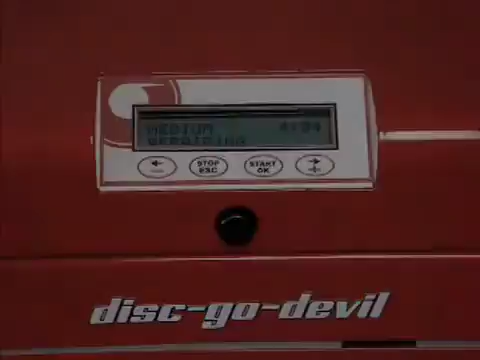 MEDIUM
REPAIRING
STOP
ESC
START
OK
disc-go-devil